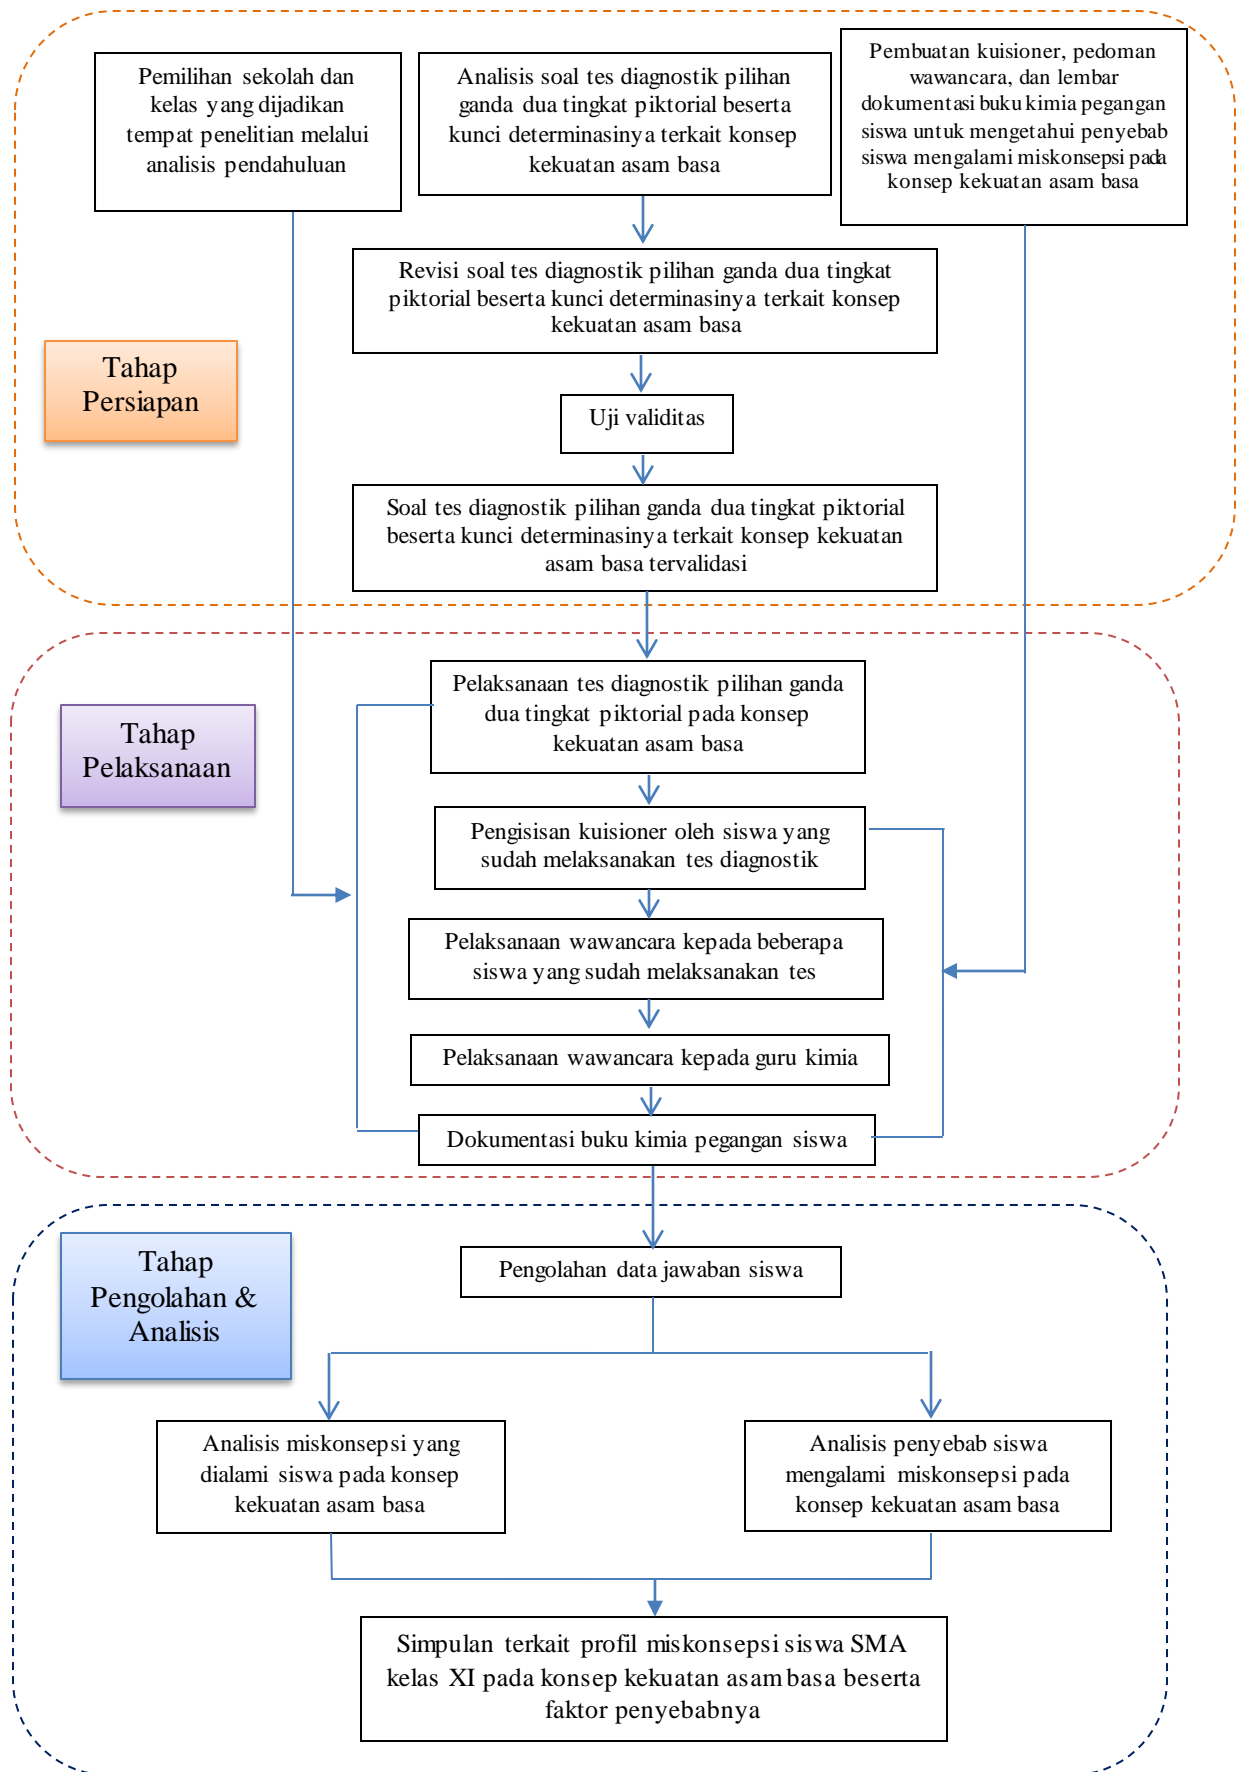 Pemilihan sekolah dan
kelas yang dijadikan
tempat penelitian melalui
analisis pendahuluan
Analisis soal tes diagnostik pilihan
ganda dua tingkat piktorial beserta
kunci determinasinya terkait konsep
kekuatan asam basa
Pembuatan kuisioner, pedoman
wawancara, dan lembar
dokumentasi buku kimia pegangan
siswa untuk mengetahui penyebab
siswa mengalami miskonsepsi pada
konsep kekuatan asam basa
Revisi soal tes diagnostik pilihan ganda dua tingkat
piktorial beserta kunci determinasinya terkait konsep
kekuatan asam basa
Tahap
Persiapan
Uji validitas
Soal tes diagnostik pilihan ganda dua tingkat piktorial
beserta kunci determinasinya terkait konsep kekuatan
asam basa tervalidasi
Pelaksanaan tes diagnostik pilihan ganda
dua tingkat piktorial pada konsep
kekuatan asam basa
Tahap
Pelaksanaan
Pengisisan kuisioner oleh siswa yang
sudah melaksanakan tes diagnostik
Pelaksanaan wawancara kepada beberapa
siswa yang sudah melaksanakan tes
Pelaksanaan wawancara kepada guru kimia
Dokumentasi buku kimia pegangan siswa
Tahap
Pengolahan &
Analisis
Pengolahan data jawaban siswa
Analisis miskonsepsi yang
dialami siswa pada konsep
kekuatan asam basa
Analisis penyebab siswa
mengalami miskonsepsi pada
konsep kekuatan asam basa
Simpulan terkait profil miskonsepsi siswa SMA
kelas XI pada konsep kekuatan asam basa beserta
faktor penyebabnya